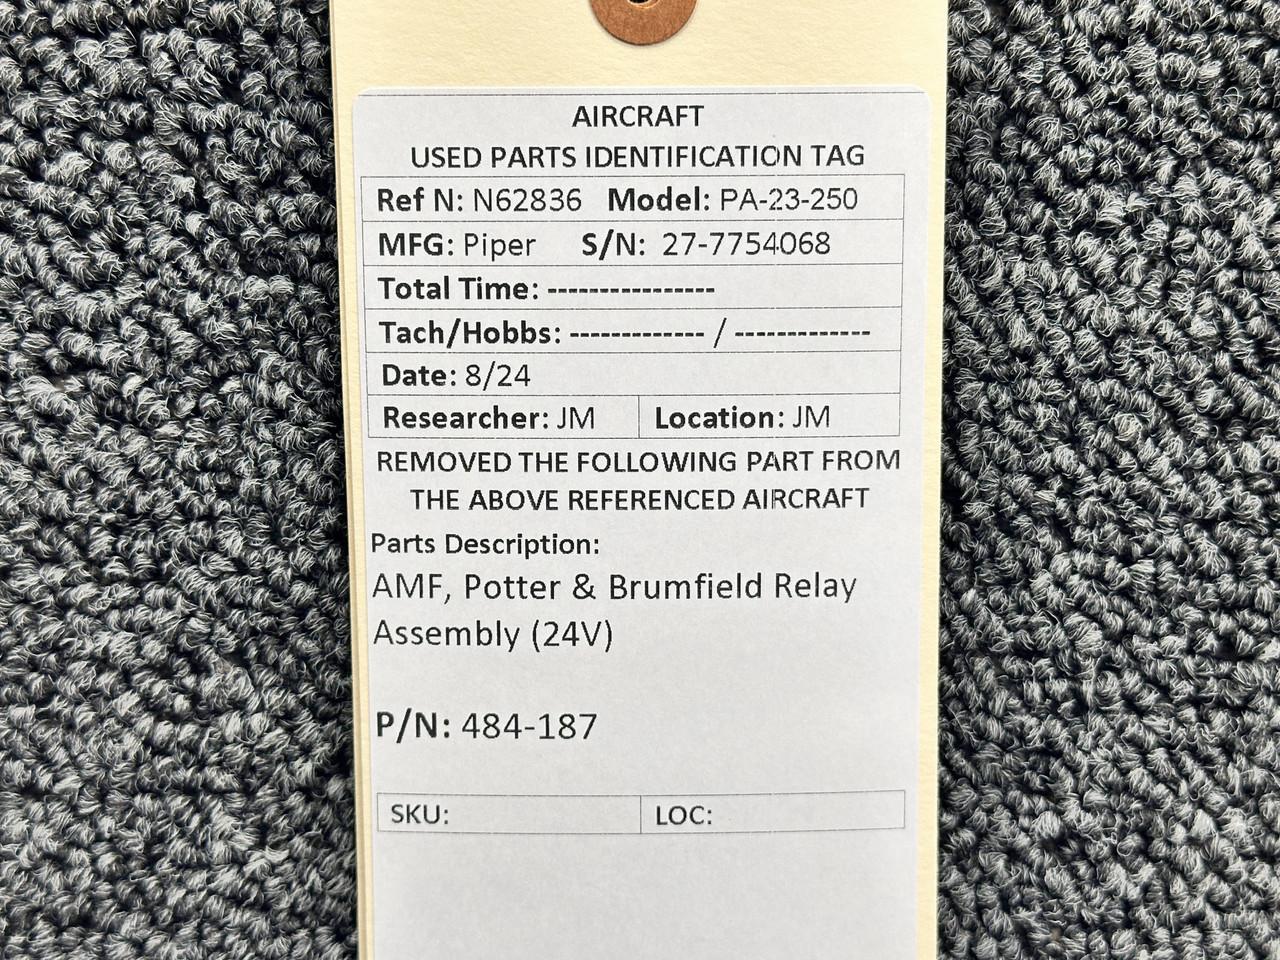 AIRCRAFT
USED PARTS IDENTIFICATION TAG
Ref N: N62836 Model: PA-23-250
MFG: Piper S/N: 27-7754068
Total Time: ----------------
Tach/Hobbs: ------------- / -------------
Date: 8/24
Researcher: JM Location: JM
REMOVED THE FOLLOWING PART FROM
THE ABOVE REFERENCED AIRCRAFT
Parts Description:
AMF, Potter & Brumfield Relay
Assembly (24V)
P/N: 484-187
SKU: LOC: